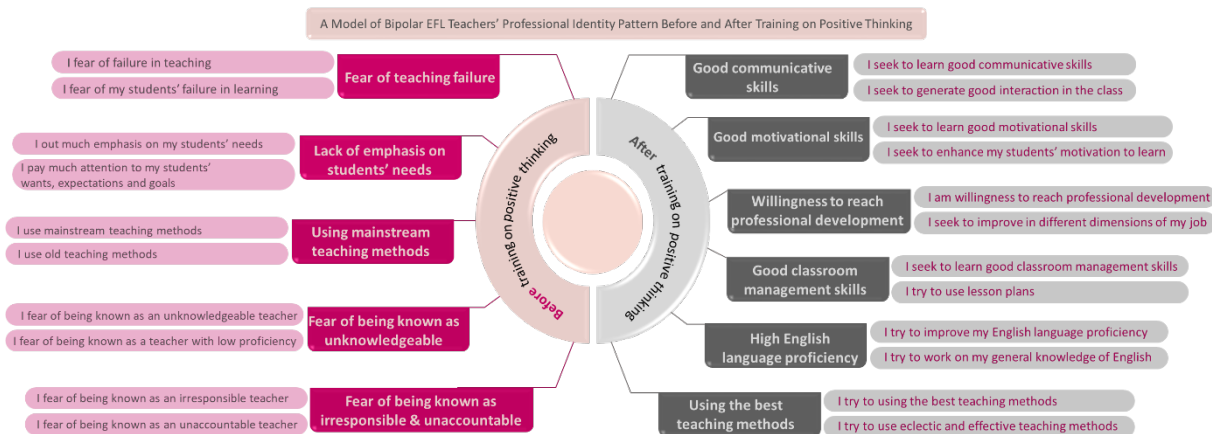 A Model of Bipolar EFL Teachers' Professional Identity Pattern Before and After Training on Positive Thinking
I fear of failure in teaching
I fear of my students' failure in learning
Fear of teaching failure
I out much emphasis on my students' needs
I pay much attention to my students'
wants, expectations and goals
Lack of emphasis on
students' needs
I use mainstream teaching methods
I use old teaching methods
Using mainstream
teaching methods
I fear of being known as an unknowledgeable teacher
I fear of being known as a teacher with low proficiency
Fear of being known as
unknowledgeable
I fear of being known as an irresponsible teacher
I fear of being known as an unaccountable teacher
Fear of being known as
irresponsible & unaccountable
Before training on positive thinking
After training on positive thinking
Good communicative
skills
I seek to learn good communicative skills
I seek to generate good interaction in the class
Good motivational skills
I seek to learn good motivational skills
I seek to enhance my students' motivation to learn
Willingness to reach
professional development
I am willingness to reach professional development
I seek to improve in different dimensions of my job
Good classroom
management skills
I seek to learn good classroom management skills
I try to use lesson plans
High English
language proficiency
I try to improve my English language proficiency
I try to work on my general knowledge of English
Using the best
teaching methods
I try to using the best teaching methods
I try to use eclectic and effective teaching methods